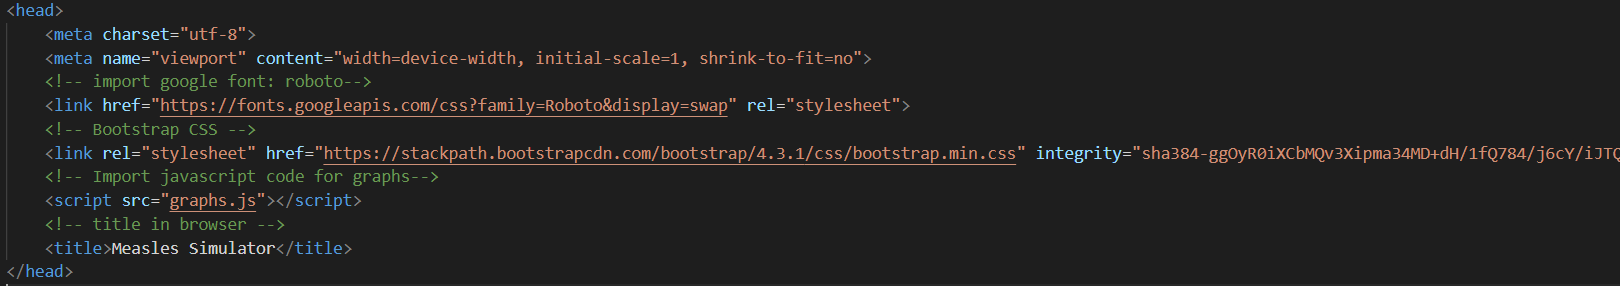 <head>
<meta charset="utf-8">
<meta name="viewport" content="width=device-width, initial-scale=1, shrink-to-fit=no">
<!-- import google font: roboto-->
<link href="https://fonts.googleapis.com/css?family=Roboto&display=swap" rel="stylesheet">
<!-- Bootstrap CSS -->
<link rel="stylesheet" href="https://stackpath.bootstrapcdn.com/bootstrap/4.3.1/css/bootstrap.min.css" integrity="sha384-ggOyR0iXCbMQv3Xipma34MD+dH/1fQ784/j6cY/iJTQ
<!-- Import javascript code for graphs-->
<script src="graphs.js"></script>
<!-- title in browser -->
<title>Measles Simulator</title>
</head>